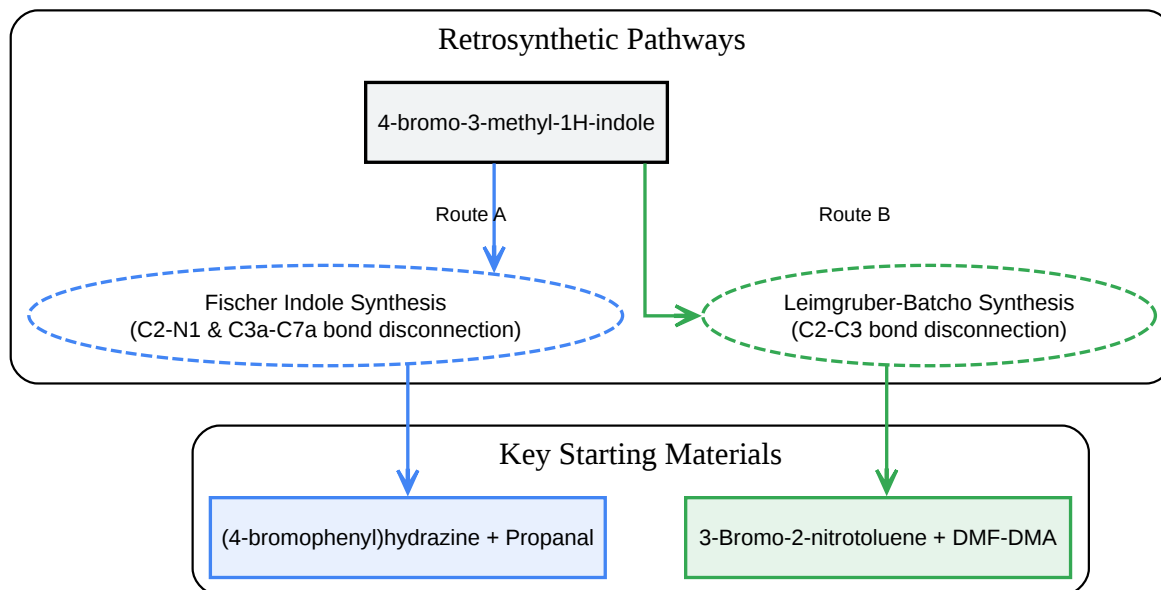 Retrosynthetic Pathways
4-bromo-3-methyl-1H-indole
Route A
Route B
Fischer Indole Synthesis
(C2-N1 & C3a-C7a bond disconnection)
Leimgruber-Batcho Synthesis
(C2-C3 bond disconnection)
Key Starting Materials
(4-bromophenyl)hydrazine + Propanal
3-Bromo-2-nitrotoluene + DMF-DMA